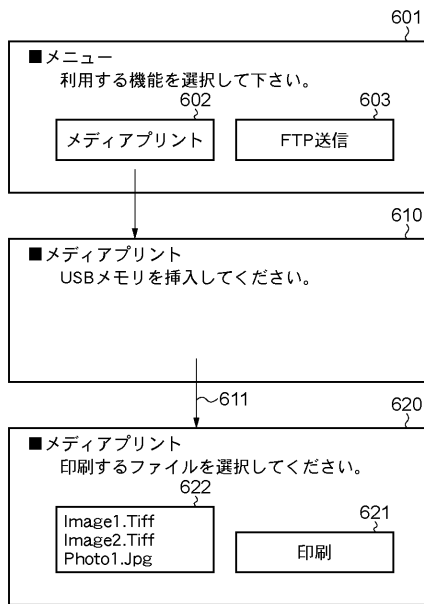 601
■メニュー
利用する機能を選択して下さい。
602
603
メディアプリント
FTP送信
610
■メディアプリント
USBメモリを挿入してください。
611
620
■メディアプリント
印刷するファイルを選択してください。
622
Image1.Tiff
Image2.Tiff
Photo1.Jpg
621
印刷